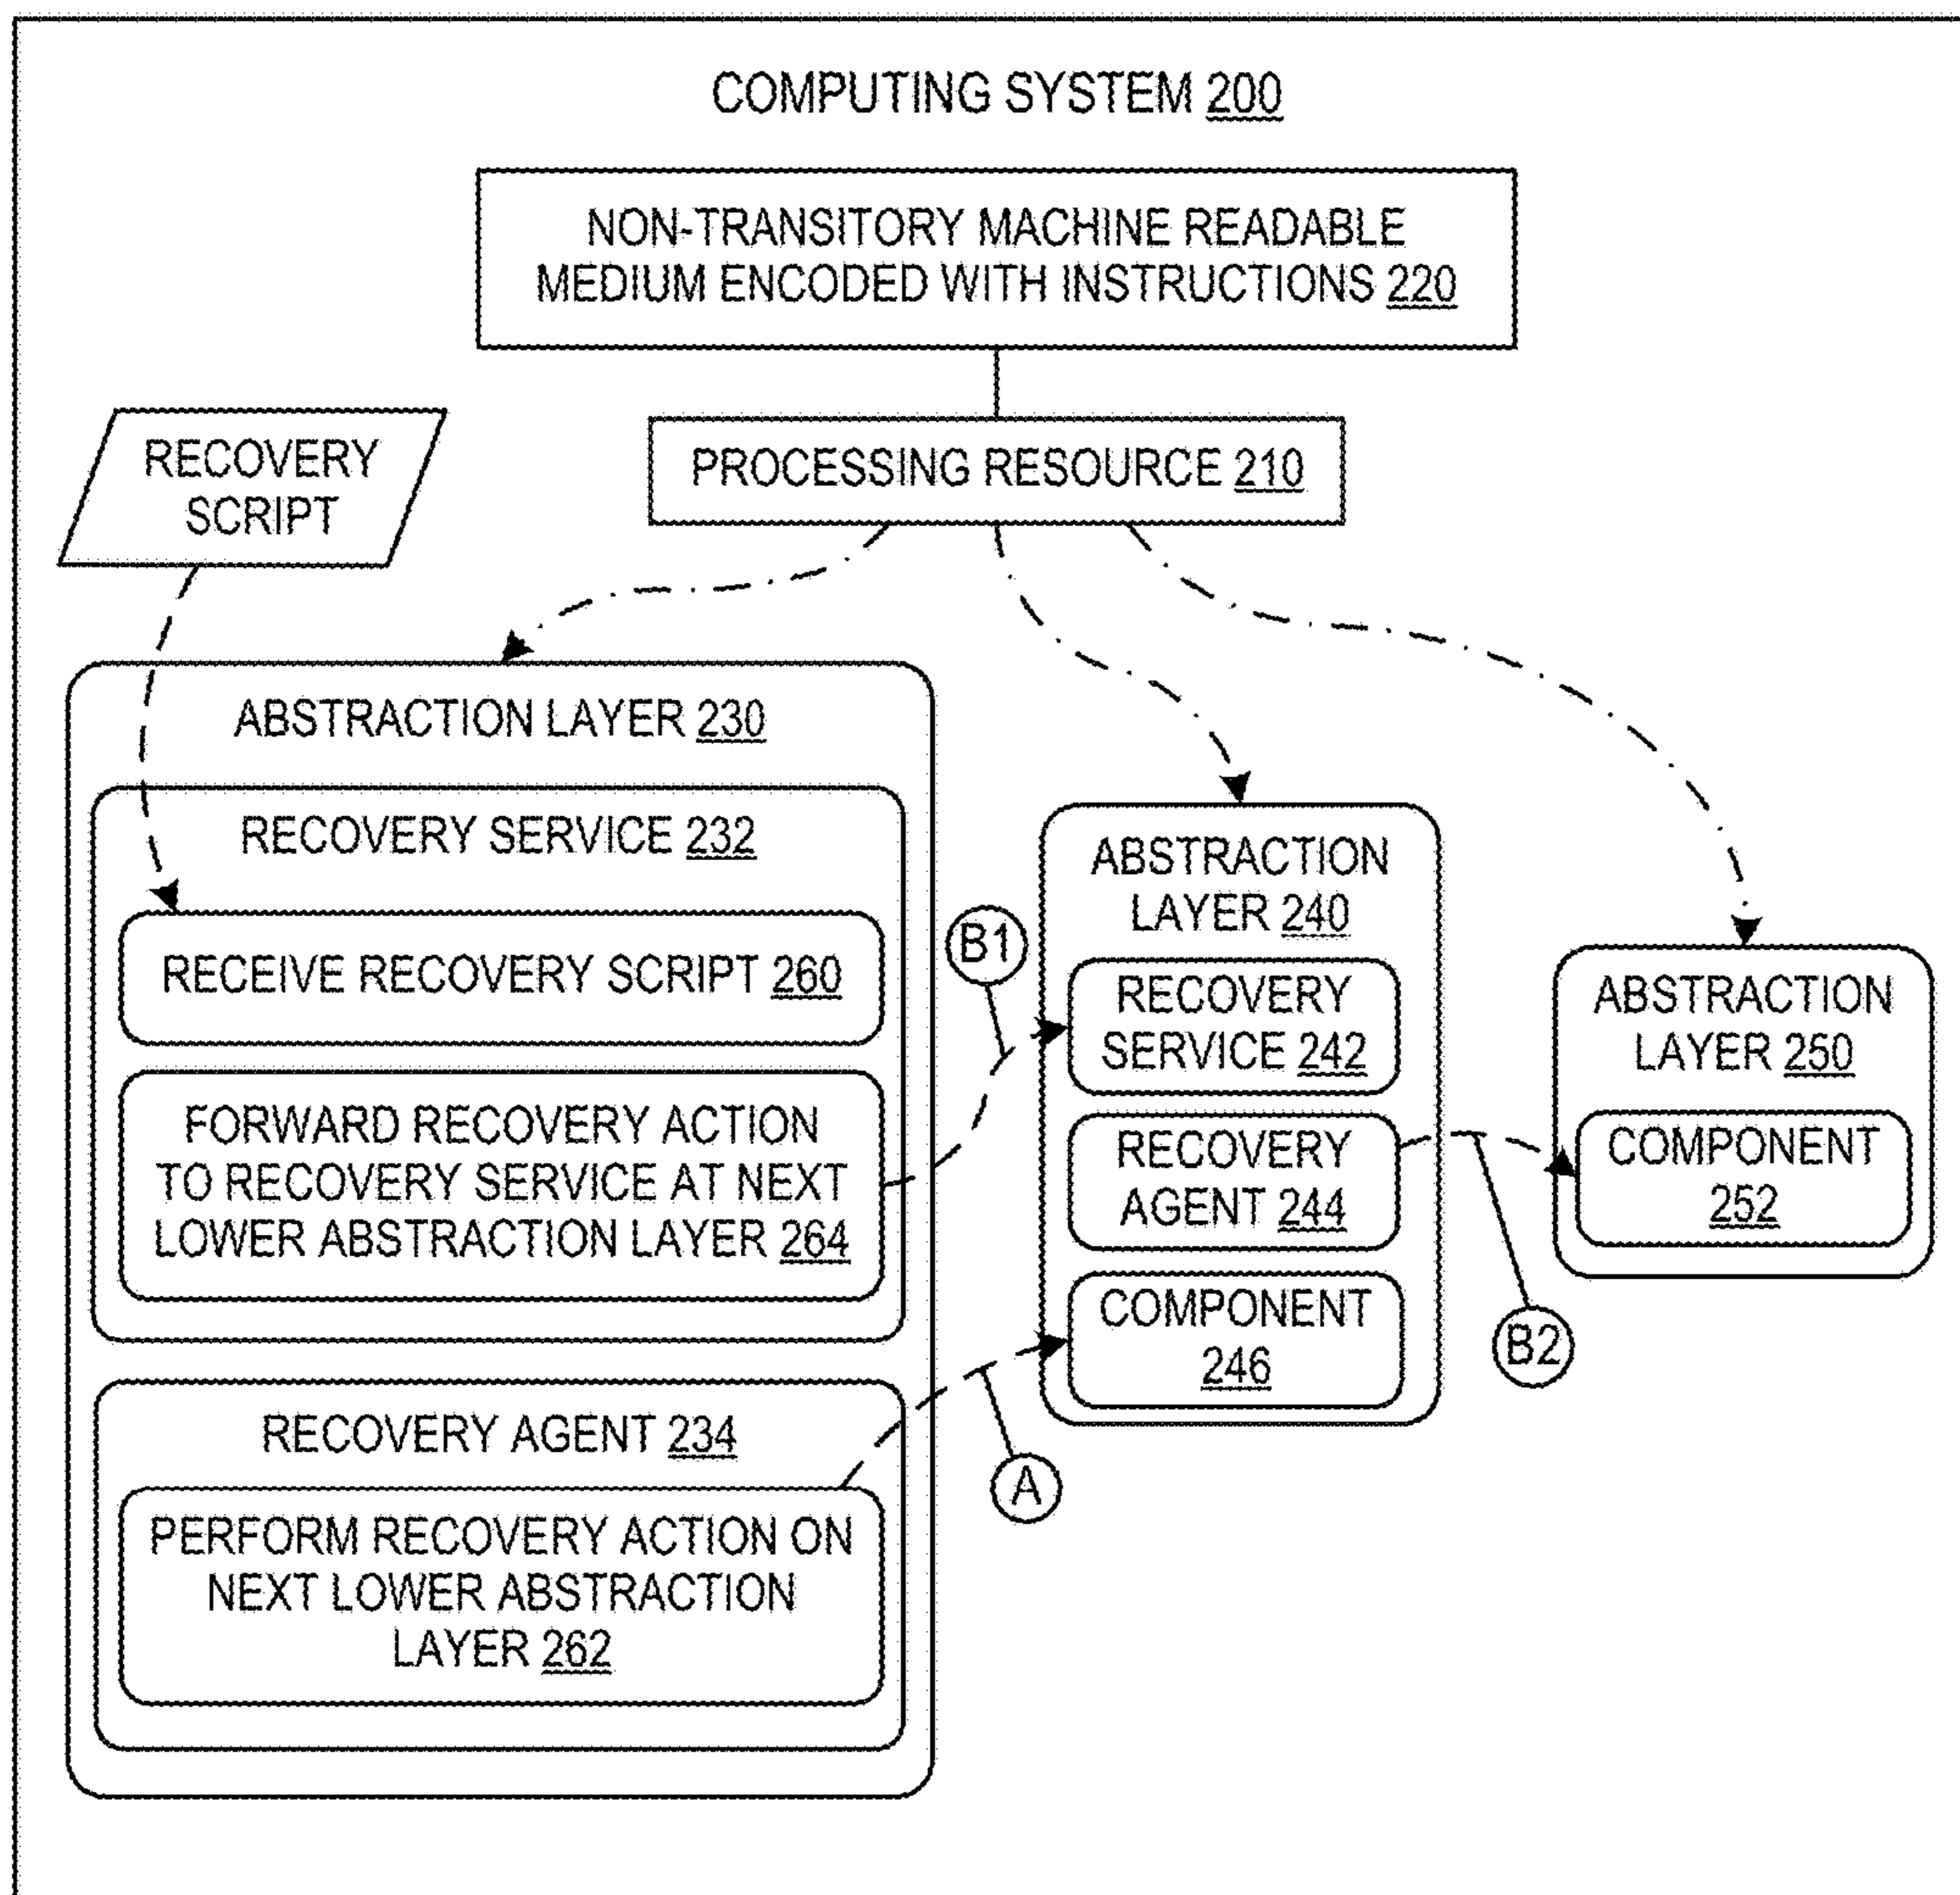 COMPUTING SYSTEM 200
NON-TRANSITORY MACHINE READABLE
MEDIUM ENCODED WITH INSTRUCTIONS 220
RECOVERY
SCRIPT
PROCESSING RESOURCE 210
ABSTRACTION LAYER 230
RECOVERY SERVICE 232
RECEIVE RECOVERY SCRIPT 260
FORWARD RECOVERY ACTION
TO RECOVERY SERVICE AT NEXT
LOWER ABSTRACTION LAYER 264
RECOVERY AGENT 234
PERFORM RECOVERY ACTION ON
NEXT LOWER ABSTRACTION
LAYER 262
B1
A
ABSTRACTION
LAYER 240
RECOVERY
SERVICE 242
RECOVERY
AGENT 244
COMPONENT
246
B2
ABSTRACTION
LAYER 250
COMPONENT
252